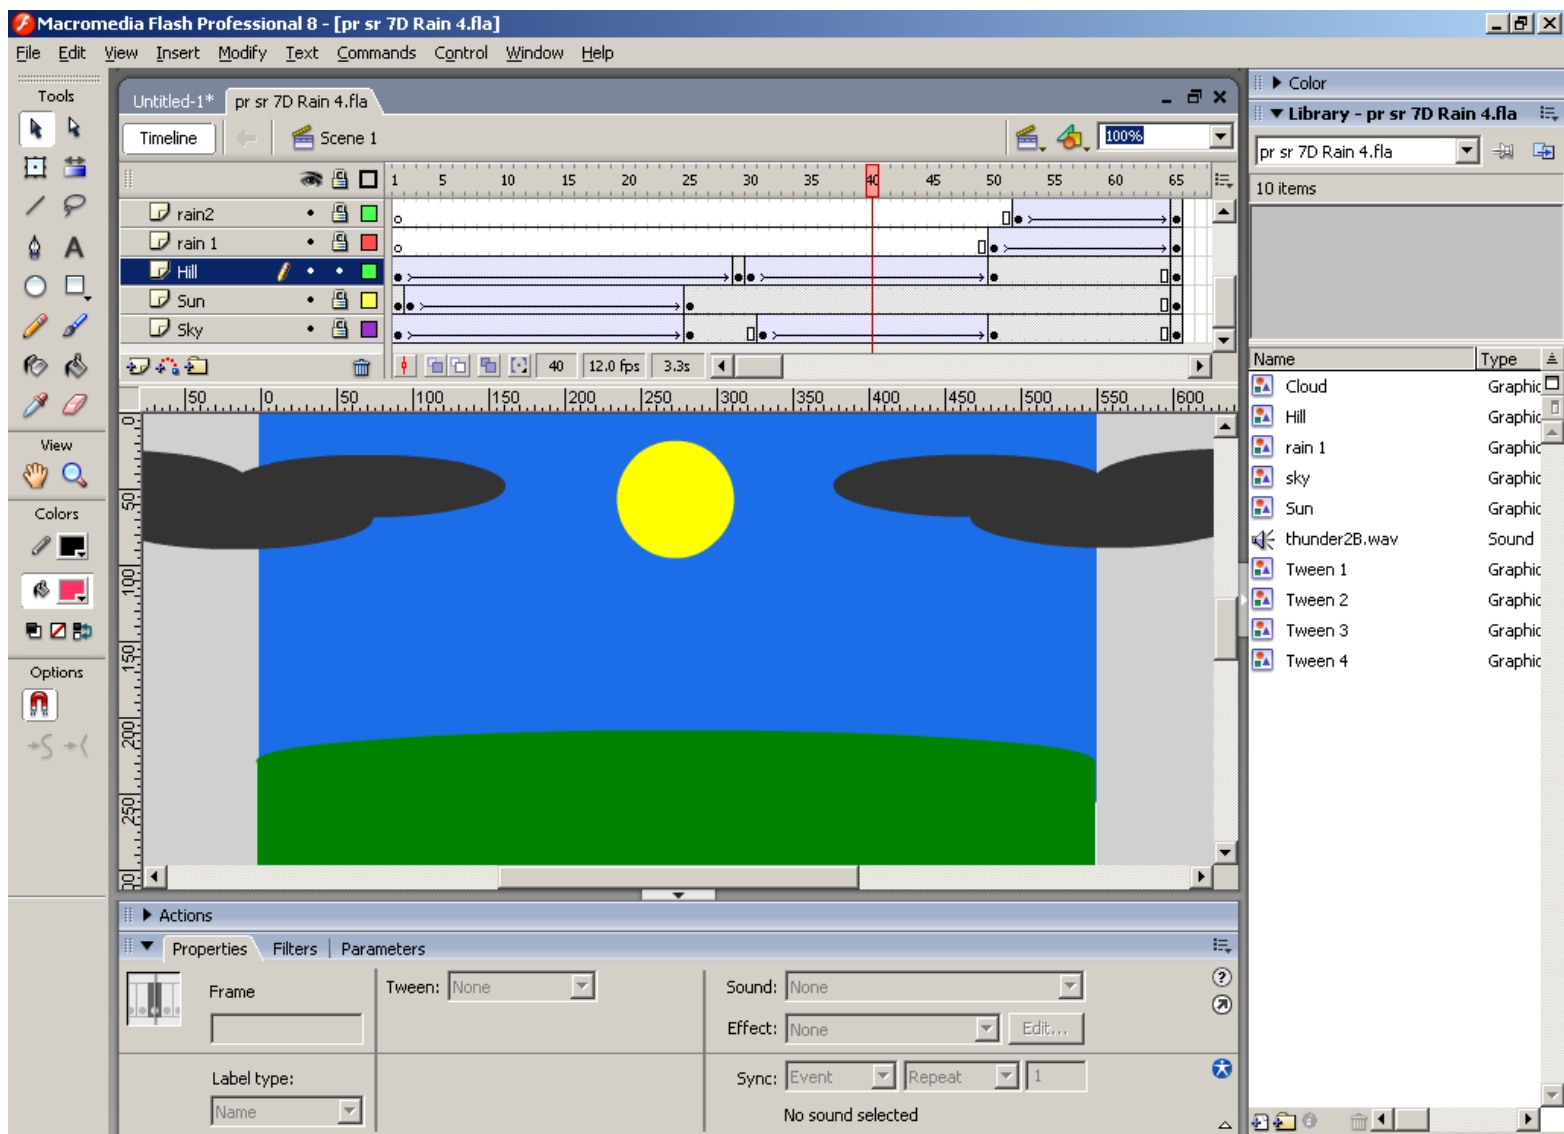 Macromedia Flash Professional 8 - [pr sr 7D Rain 4.fla]
File Edit View Insert Modify Text Commands Control Window Help
Tools
Untitled-1* pr sr 7D Rain 4.fla
Timeline Scene 1 100%
1 5 10 15 20 25 30 35 40 45 50 55 60 65
rain2
rain 1
Hill
Sun
Sky
40 12.0 fps 3.3s
50 0 50 100 150 200 250 300 350 400 450 500 550 600
0
50
100
150
200
250
View
Colors
Options
Color
Library - pr sr 7D Rain 4.fla
pr sr 7D Rain 4.fla
10 items
Name Type
Cloud Graphic
Hill Graphic
rain 1 Graphic
sky Graphic
Sun Graphic
thunder2B.wav Sound
Tween 1 Graphic
Tween 2 Graphic
Tween 3 Graphic
Tween 4 Graphic
Actions
Properties Filters Parameters
Frame Tween: None Sound: None
Effect: None Edit...
Label type: Sync: Event Repeat 1
Name No sound selected